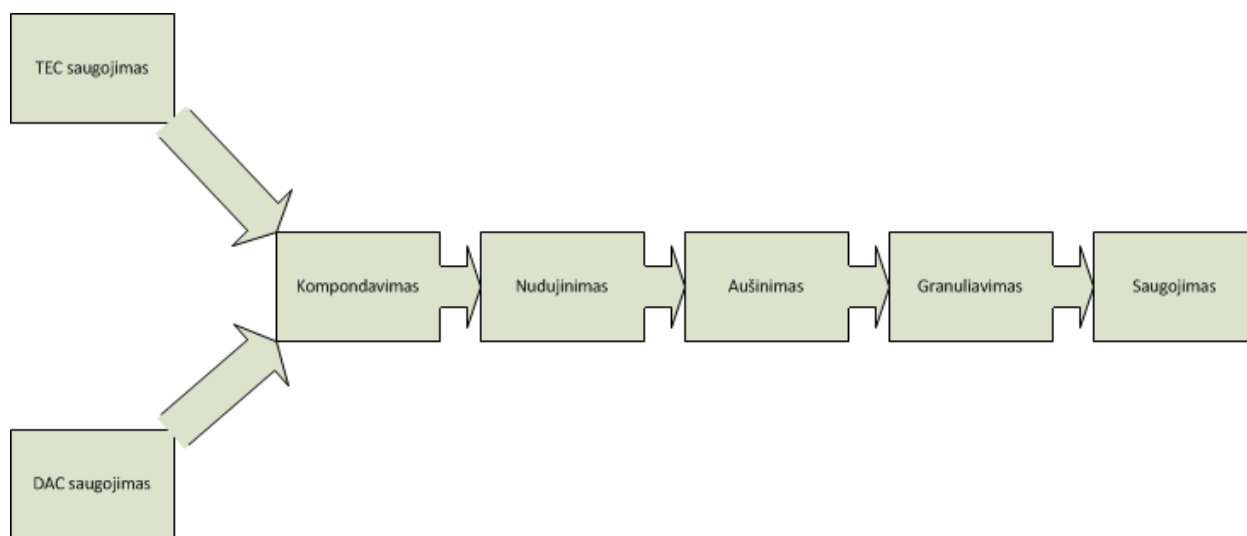 TEC saugojimas
Kompondavimas
Nudujinimas
Aušinimas
Granuliavimas
Saugojimas
DAC saugojimas